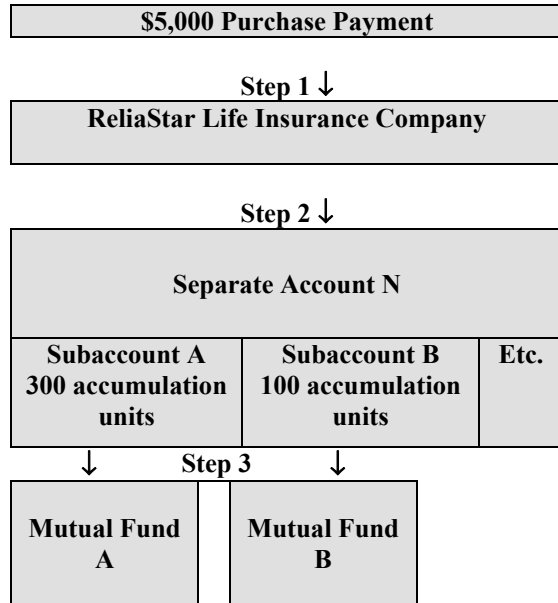 $5,000 Purchase Payment
Step 1 ↓
ReliaStar Life Insurance Company
Step 2 ↓
Separate Account N
Subaccount A
300 accumulation
units
Subaccount B
100 accumulation
units
Etc.
↓ Step 3 ↓
Mutual Fund
A
Mutual Fund
B